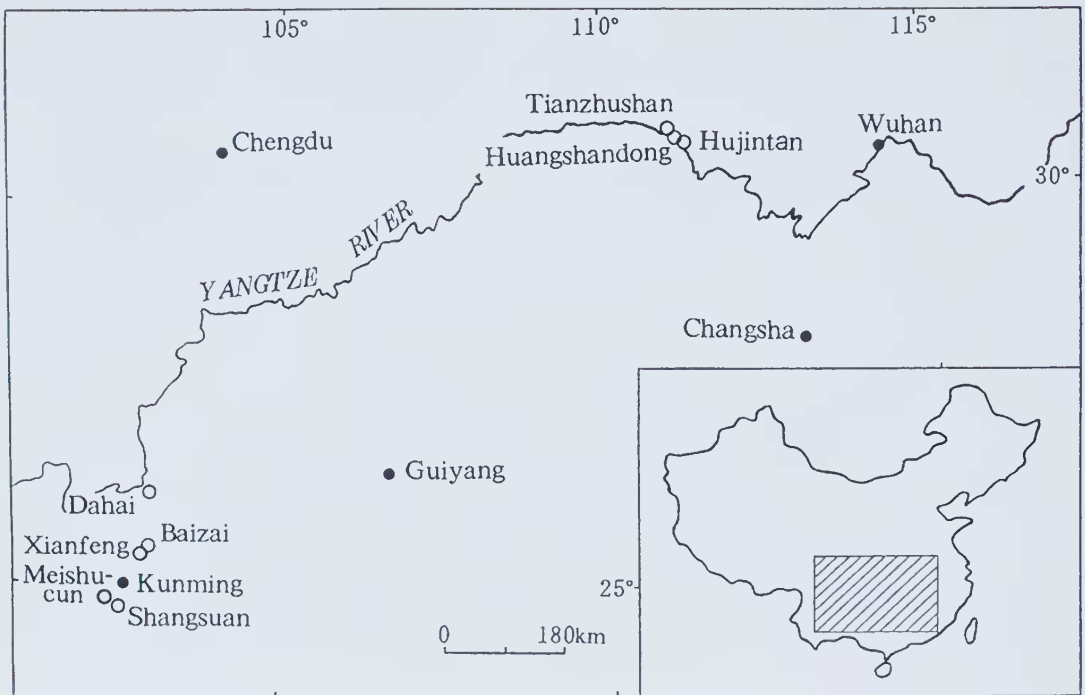 105°
110°
115°
Tianzhushan
Chengdu
Huangshandong
Hujintan
Wuhan
30°
YANGTZE RIVER
Changsha
Guiyang
Dahai
Baizai
Xianfeng
Meishu-
cun
Kunming
Shangsuan
25°
0 180km